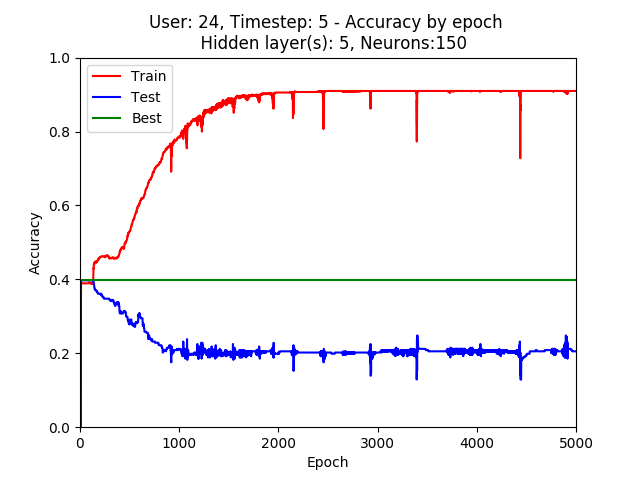 User: 24, Timestep: 5 - Accuracy by epoch
Hidden layer(s): 5, Neurons:150
1.0
0.8
0.6
0.4
0.2
0.0
Accuracy
Train
Test
Best
0
1000
2000
3000
4000
5000
Epoch